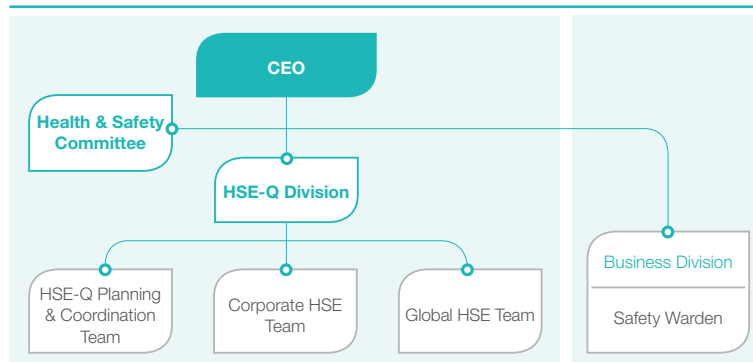 CEO
Health & Safety
Committee
HSE-Q Division
Business Division
Safety Warden
HSE-Q Planning
& Coordination
Team
Corporate HSE
Team
Global HSE Team